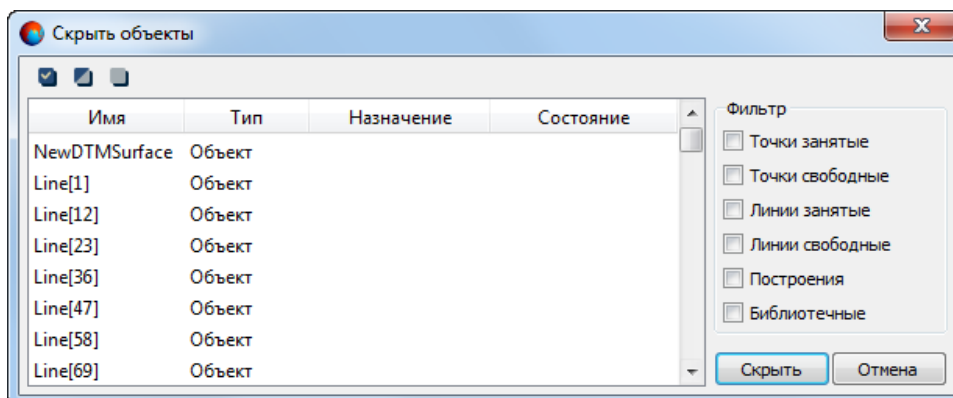 Скрыть объекты
Имя Тип Назначение Состояние
NewDTMSurface Объект
Line[1] Объект
Line[12] Объект
Line[23] Объект
Line[36] Объект
Line[47] Объект
Line[58] Объект
Line[69] Объект
Фильтр
Точки занятые
Точки свободные
Линии занятые
Линии свободные
Построения
Библиотечные
Скрыть Отмена